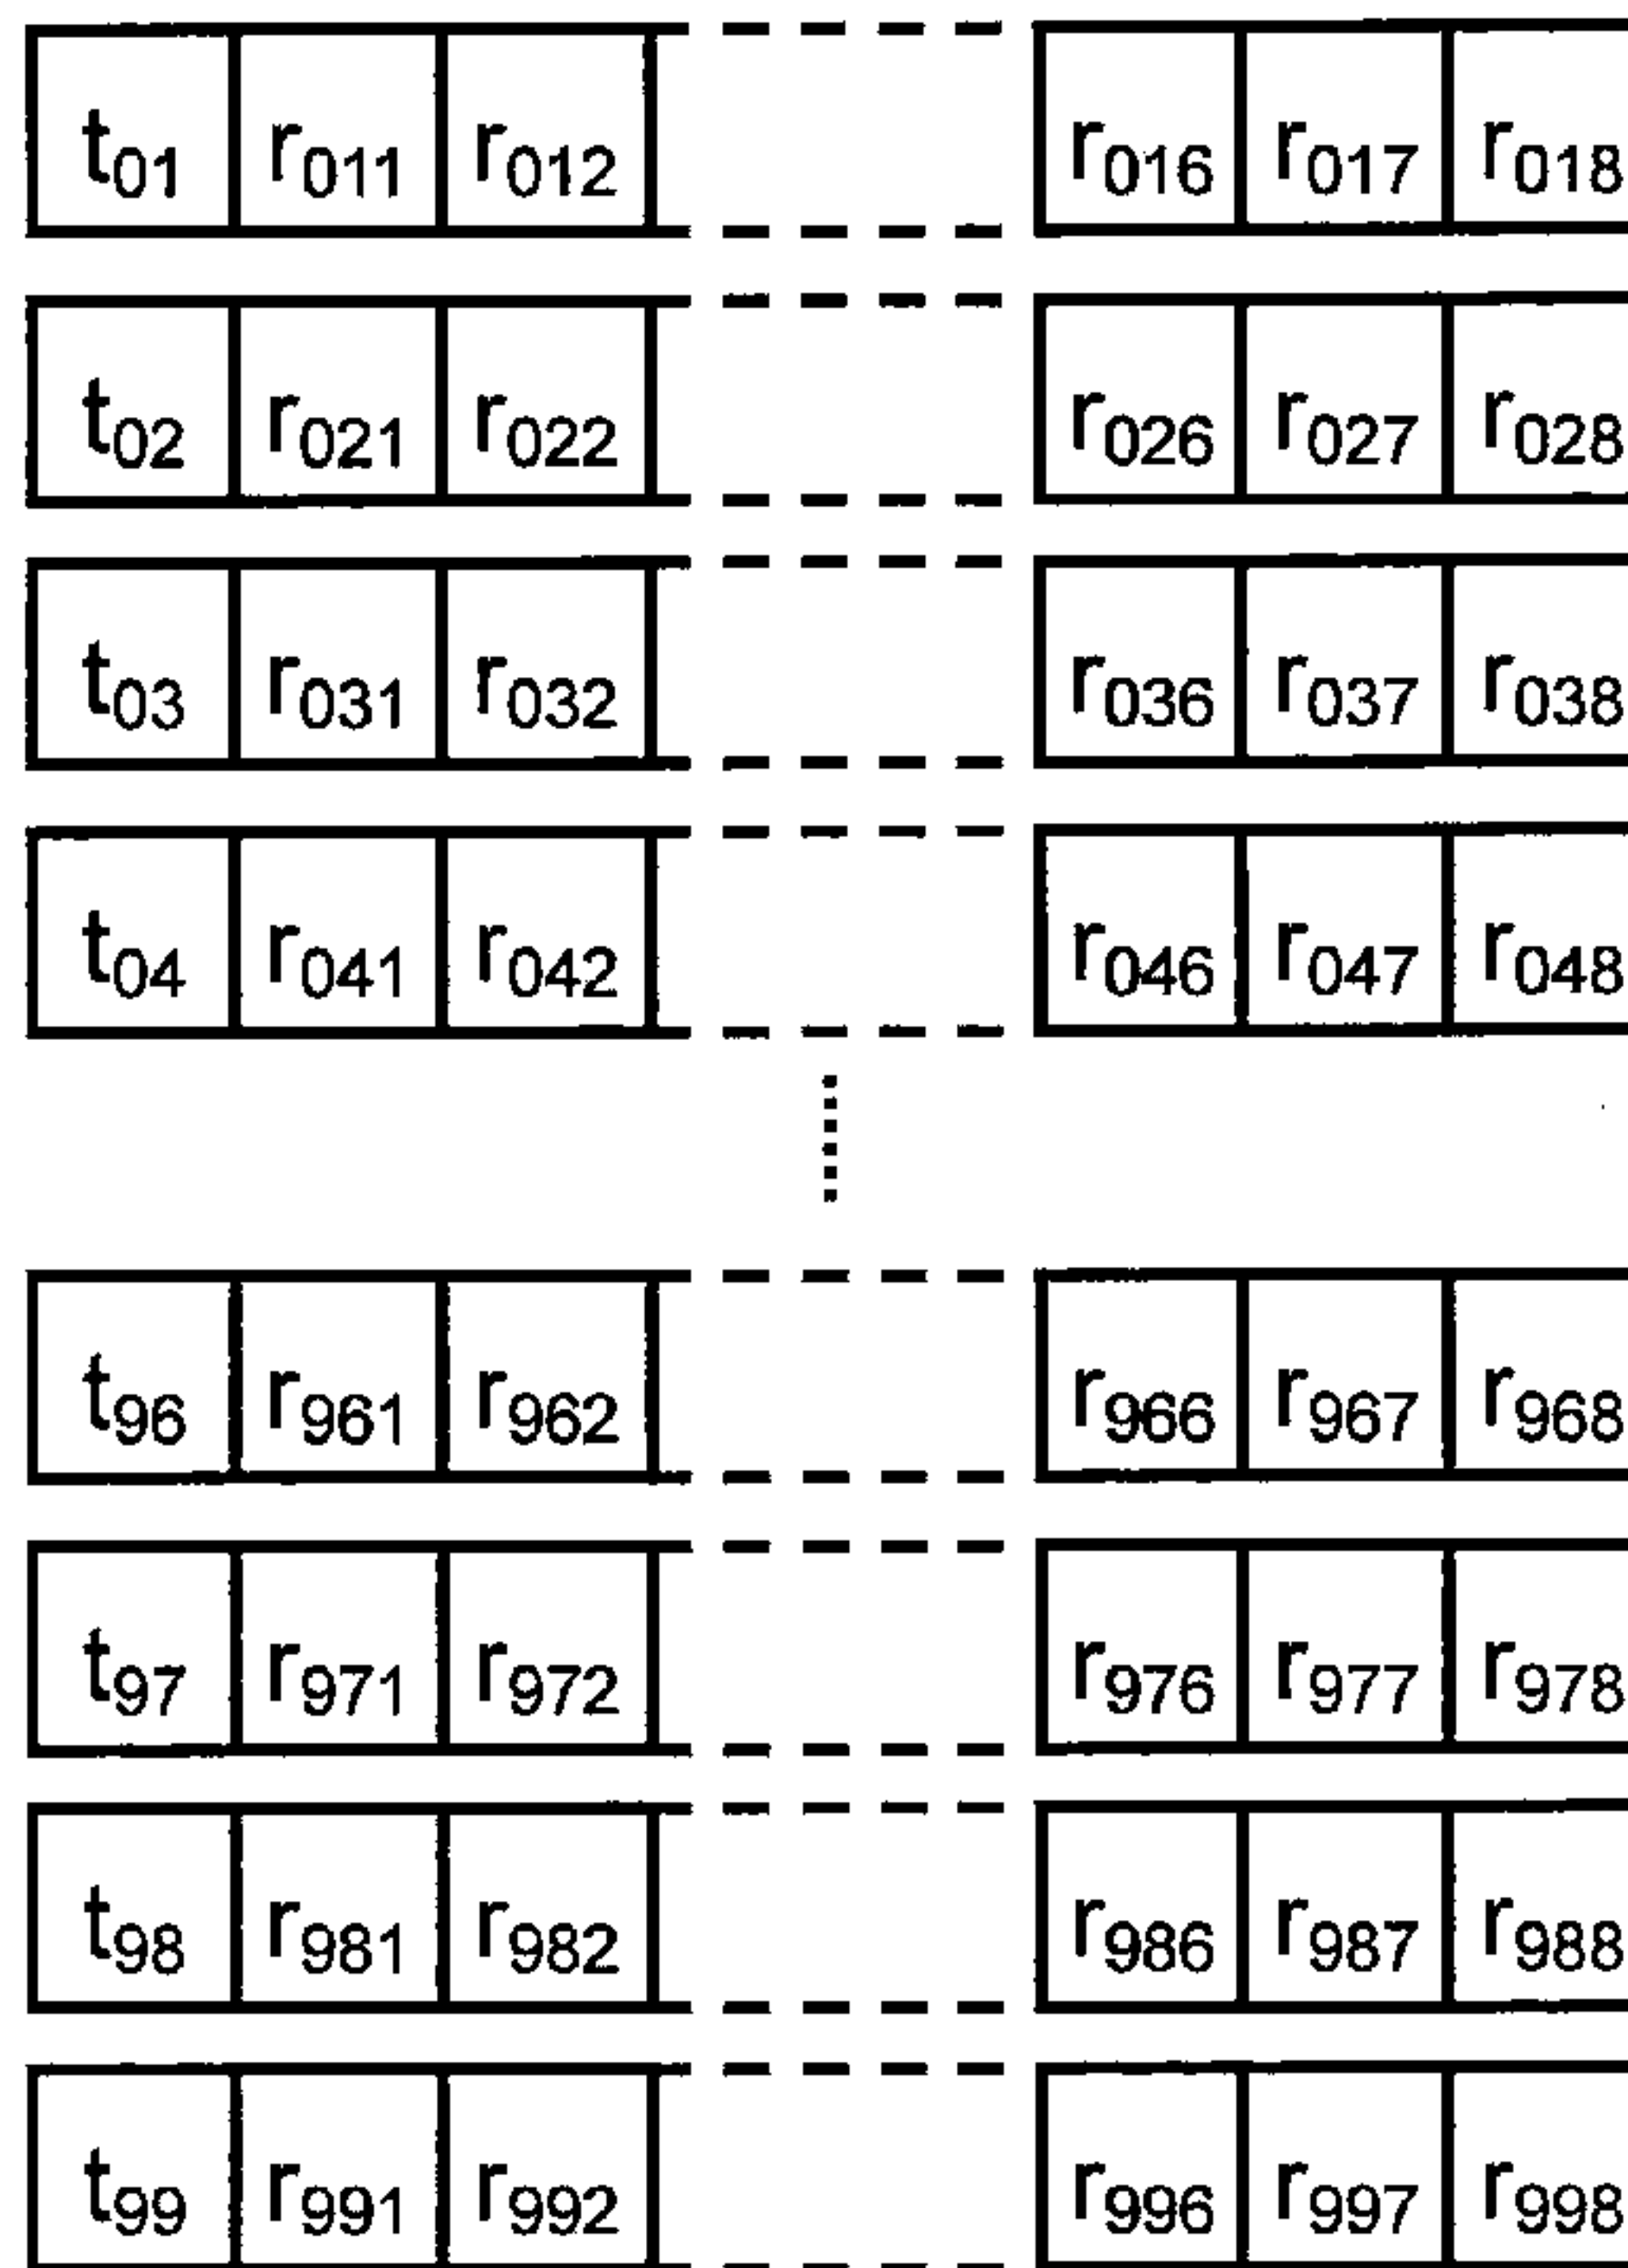 t01 r011 r012 r016 r017 r018
t02 r021 r022 r026 r027 r028
t03 r031 r032 r036 r037 r038
t04 r041 r042 r046 r047 r048
t96 r961 r962 r966 r967 r968
t97 r971 r972 r976 r977 r978
t98 r981 r982 r986 r987 r988
t99 r991 r992 r996 r997 r998